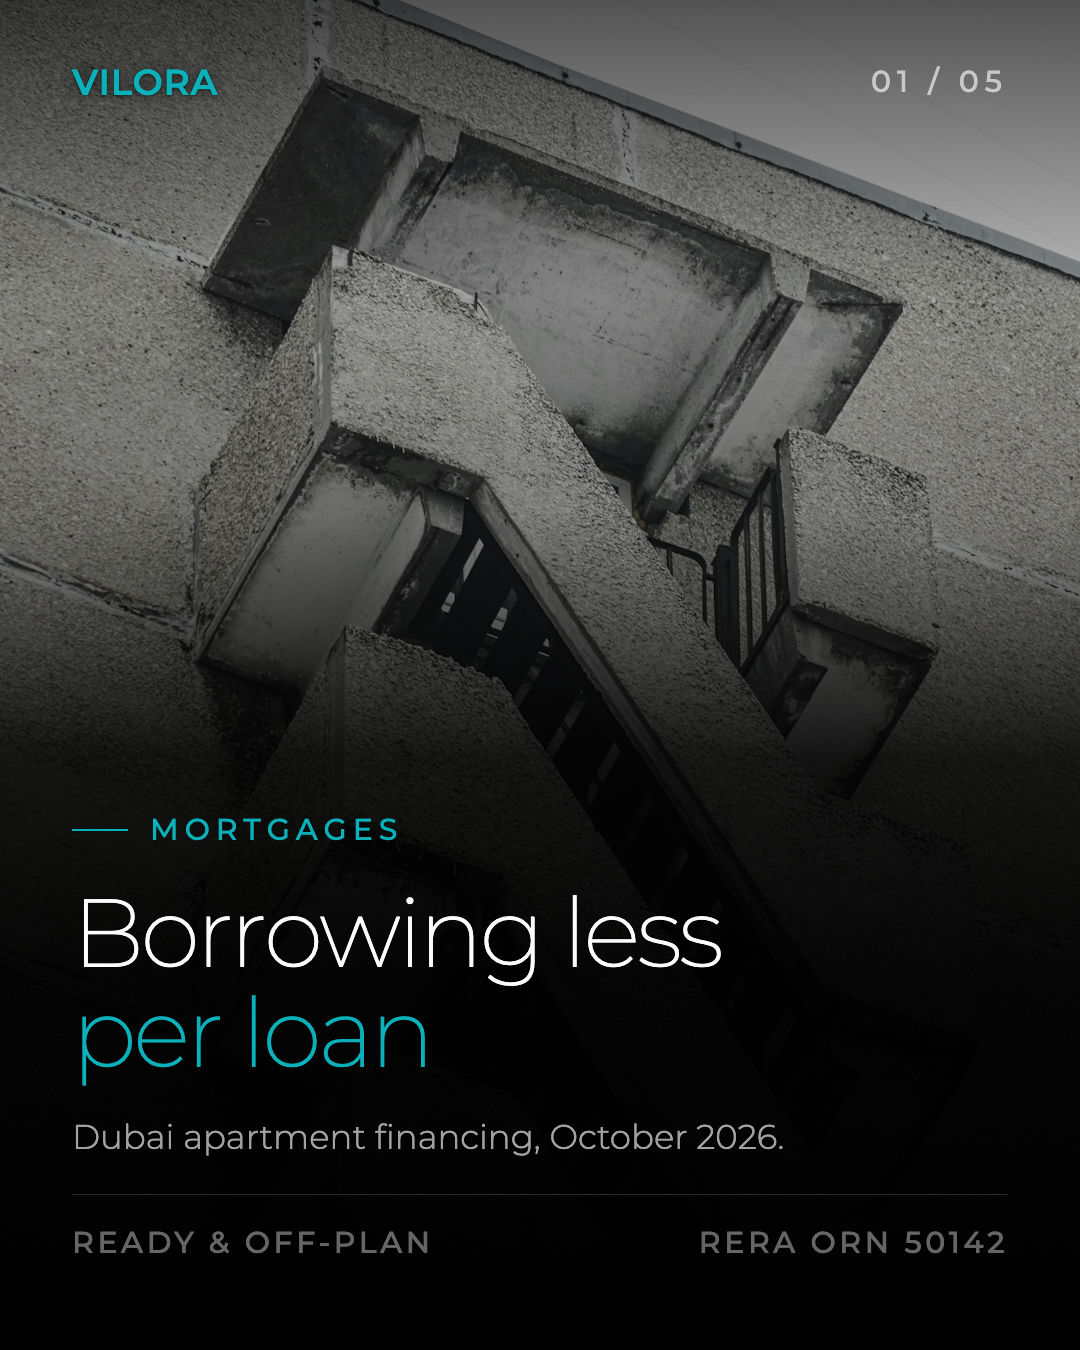 VILORA
01 / 05
MORTGAGES
Borrowing less
per loan
Dubai apartment financing, October 2026.
READY & OFF-PLAN
RERA ORN 50142